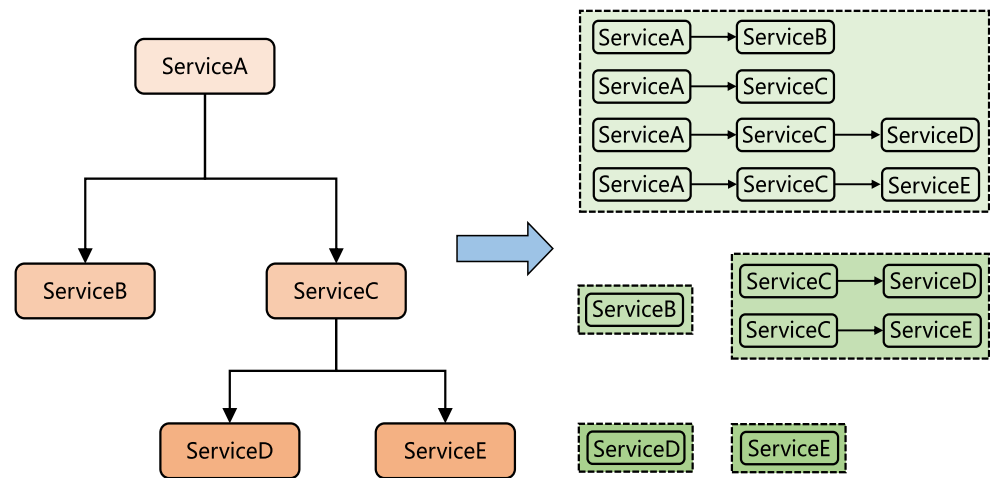 ServiceA
ServiceB ServiceC
ServiceD ServiceE
ServiceA ServiceB
ServiceA ServiceC
ServiceA ServiceC ServiceD
ServiceA ServiceC ServiceE
ServiceB
ServiceC ServiceD
ServiceC ServiceE
ServiceD ServiceE